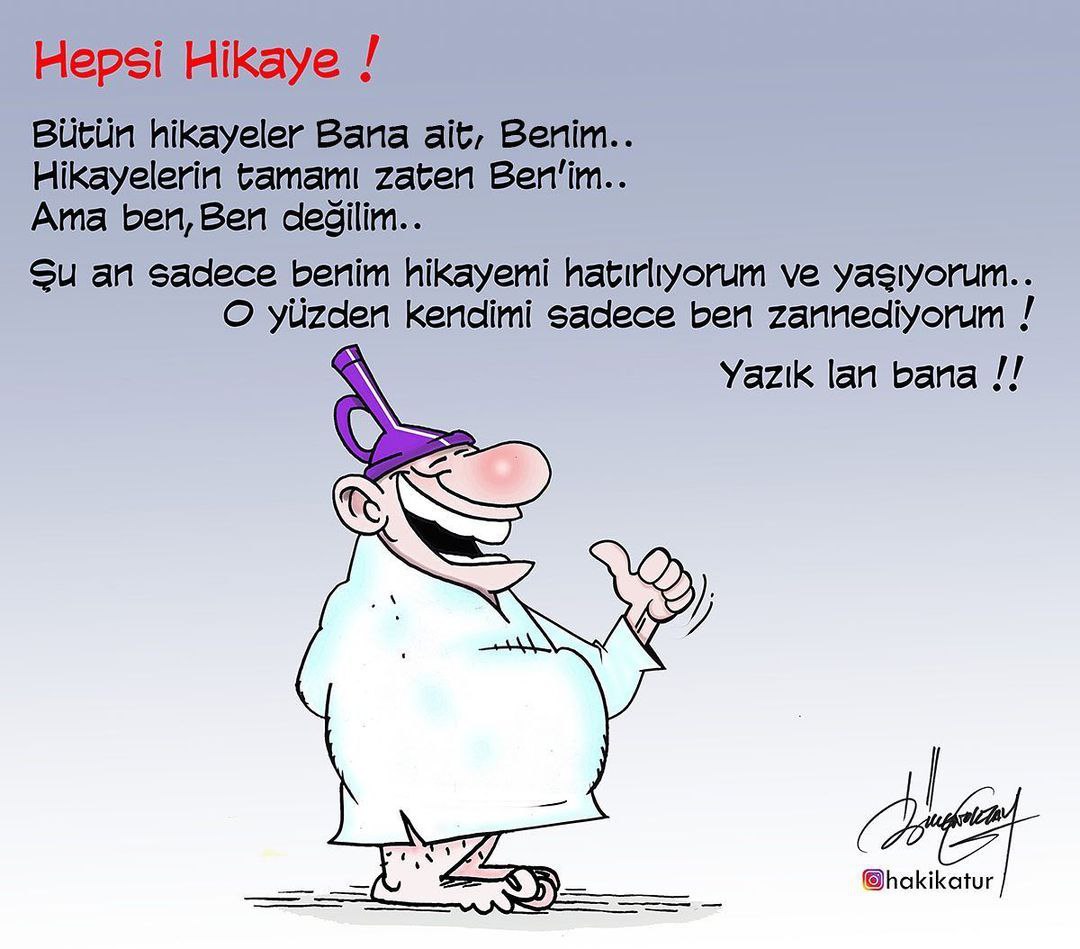 Hepsi Hikaye !
Bütün hikayeler Bana ait, Benim..
Hikayelerin tamamı zaten Ben'im..
Ama ben, Ben değilim..
Şu an sadece benim hikayemi hatırlıyorum ve yaşıyorum..
O yüzden kendimi sadece ben zannediyorum !
Yazık lan bana !!
@hakikatur